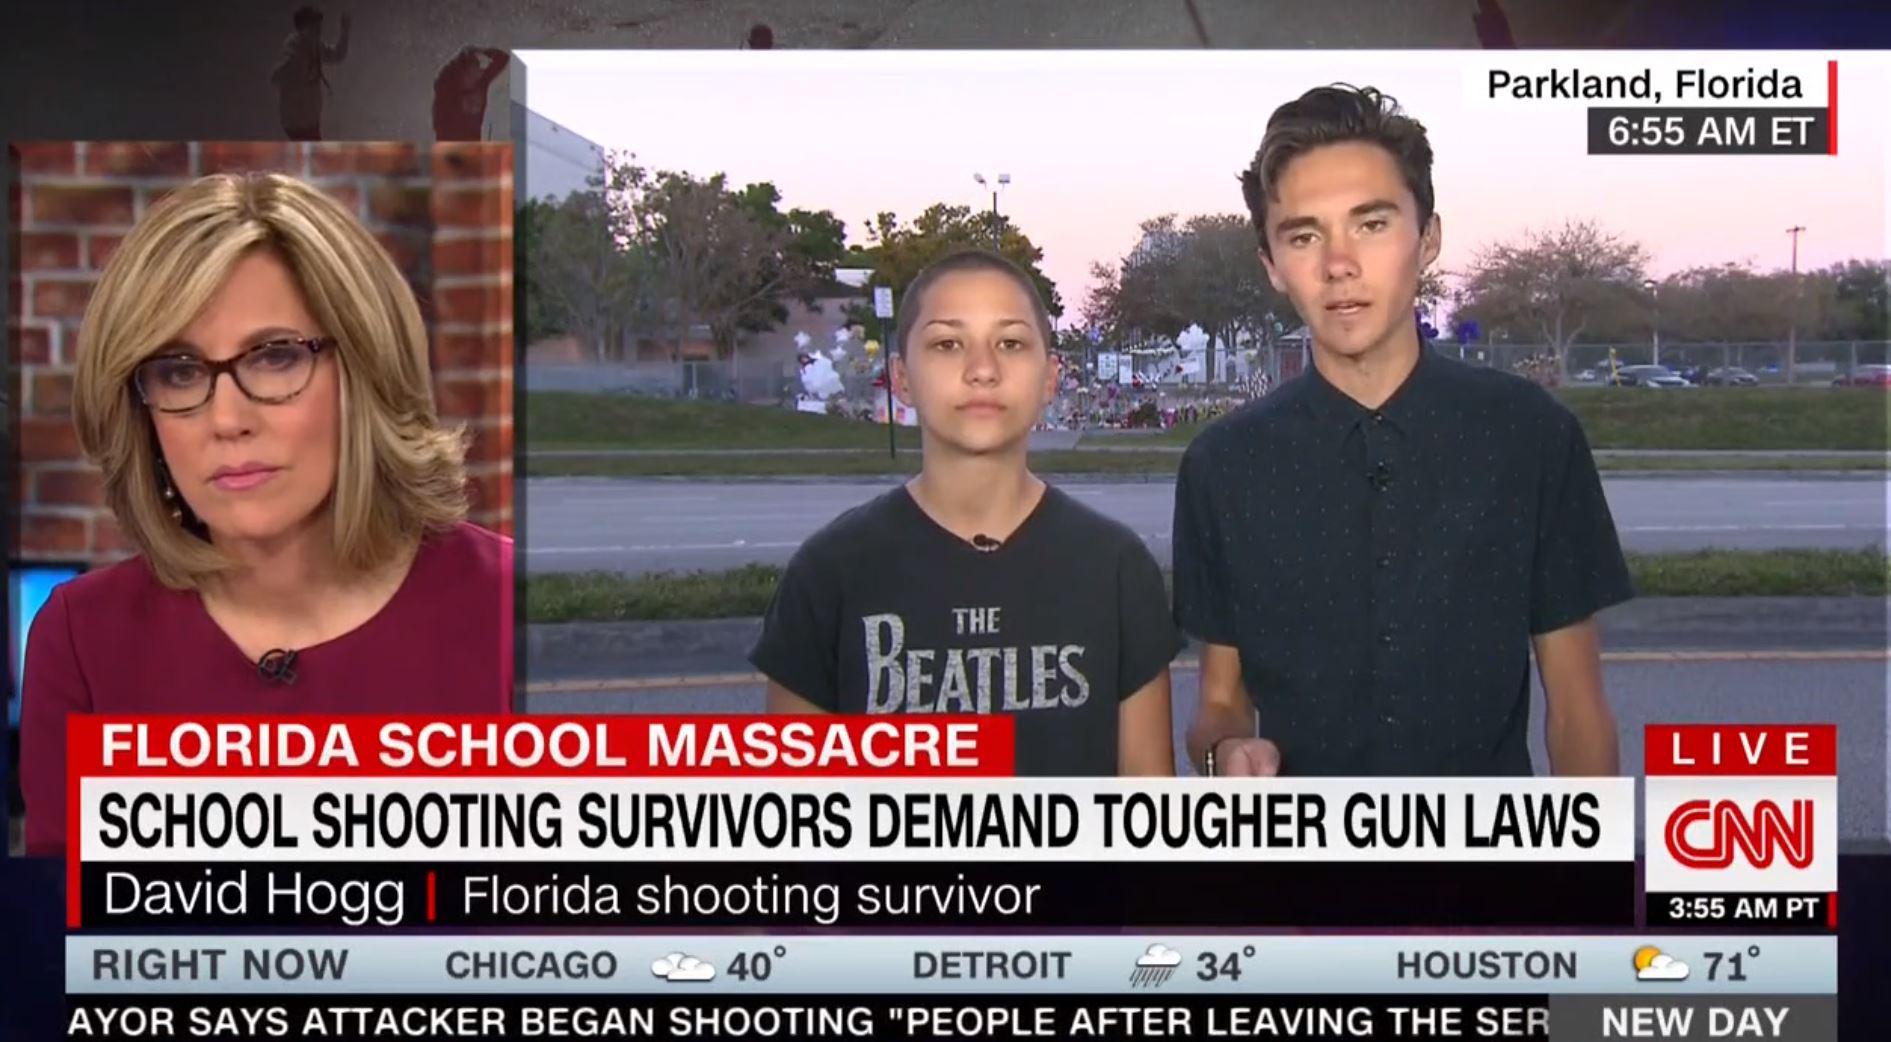 Parkland, Florida
6:55 AM ET
THE
BEATLES
FLORIDA SCHOOL MASSACRE
SCHOOL SHOOTING SURVIVORS DEMAND TOUGHER GUN LAWS
David Hogg | Florida shooting survivor
LIVE
CNN
3:55 AM PT
RIGHT NOW CHICAGO 40° DETROIT 34° HOUSTON 71°
AYOR SAYS ATTACKER BEGAN SHOOTING "PEOPLE AFTER LEAVING THE SER
NEW DAY